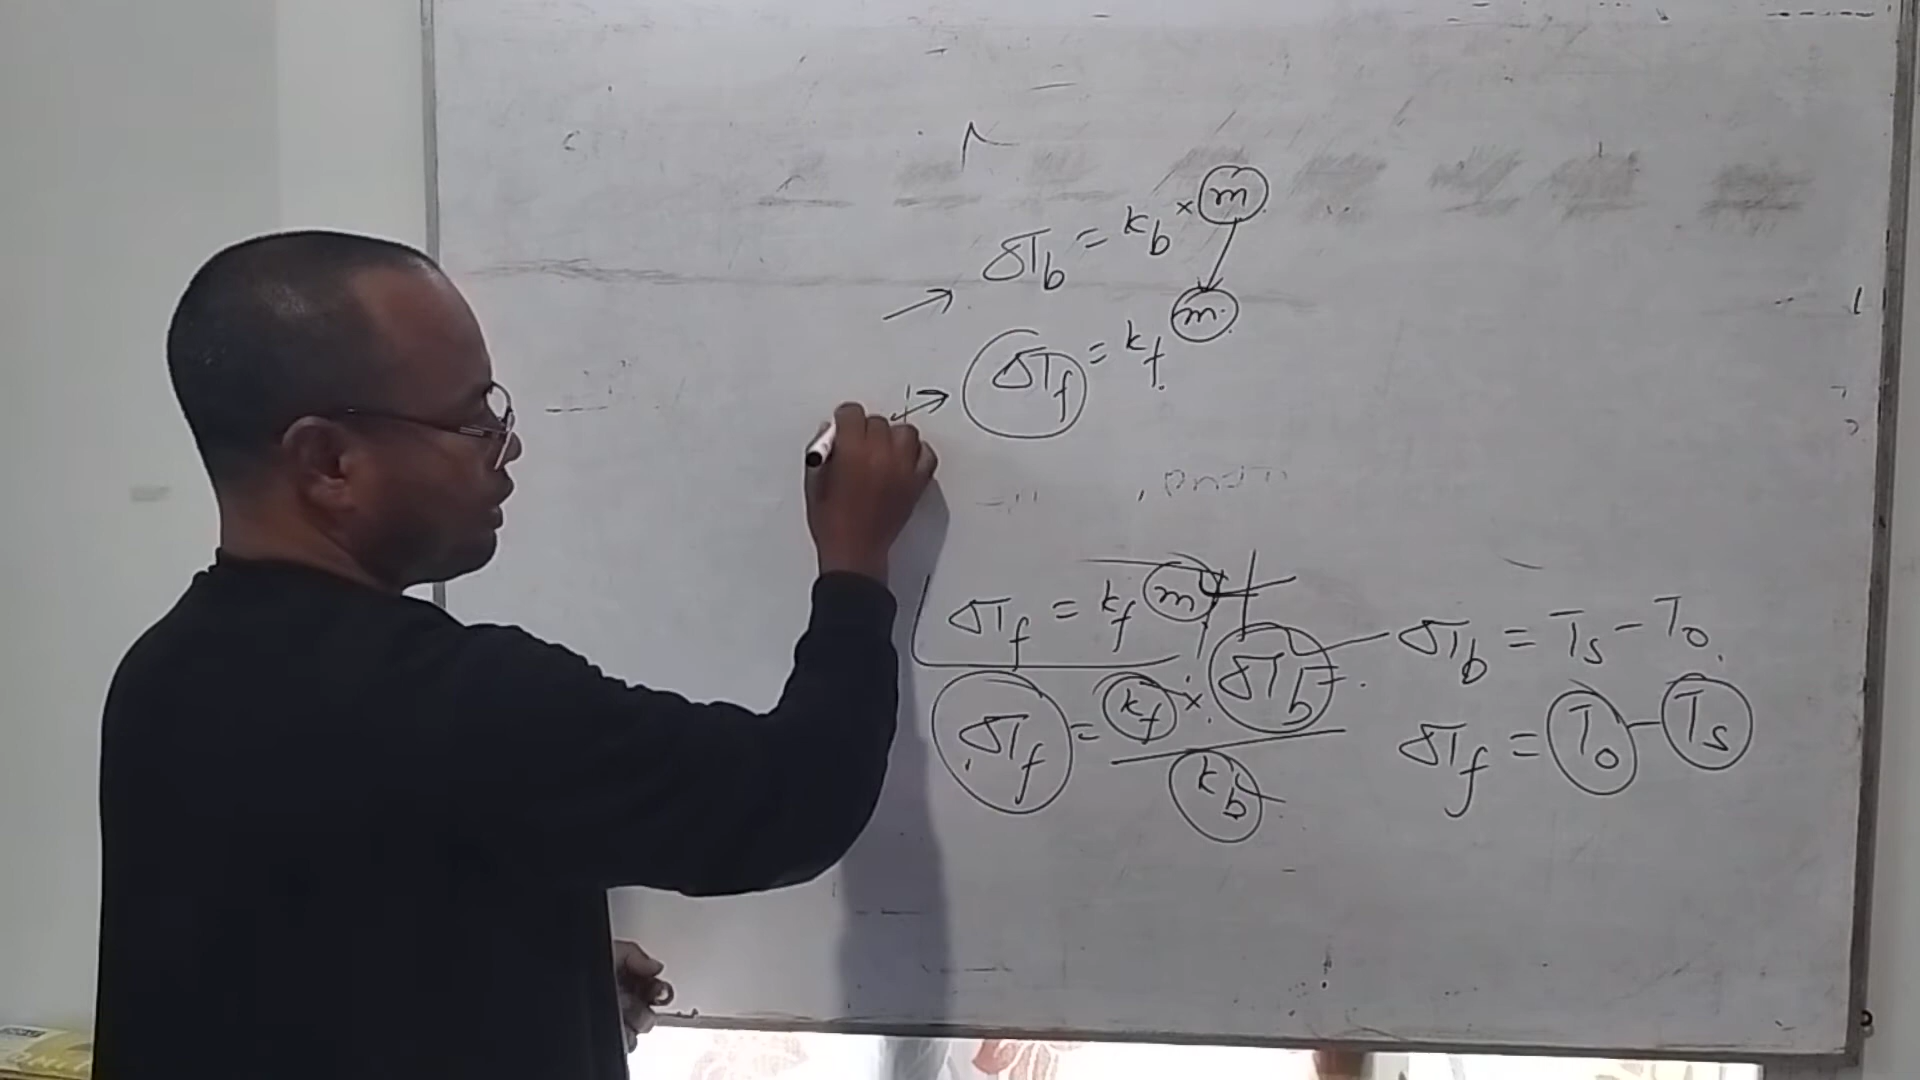 ΔT_b = k_b × m
ΔT_f = k_f m
ΔT_f = k_f m
ΔT_f = k_f × ΔT_b / k_b
ΔT_b = T_s - T_o
ΔT_f = T_o - T_s